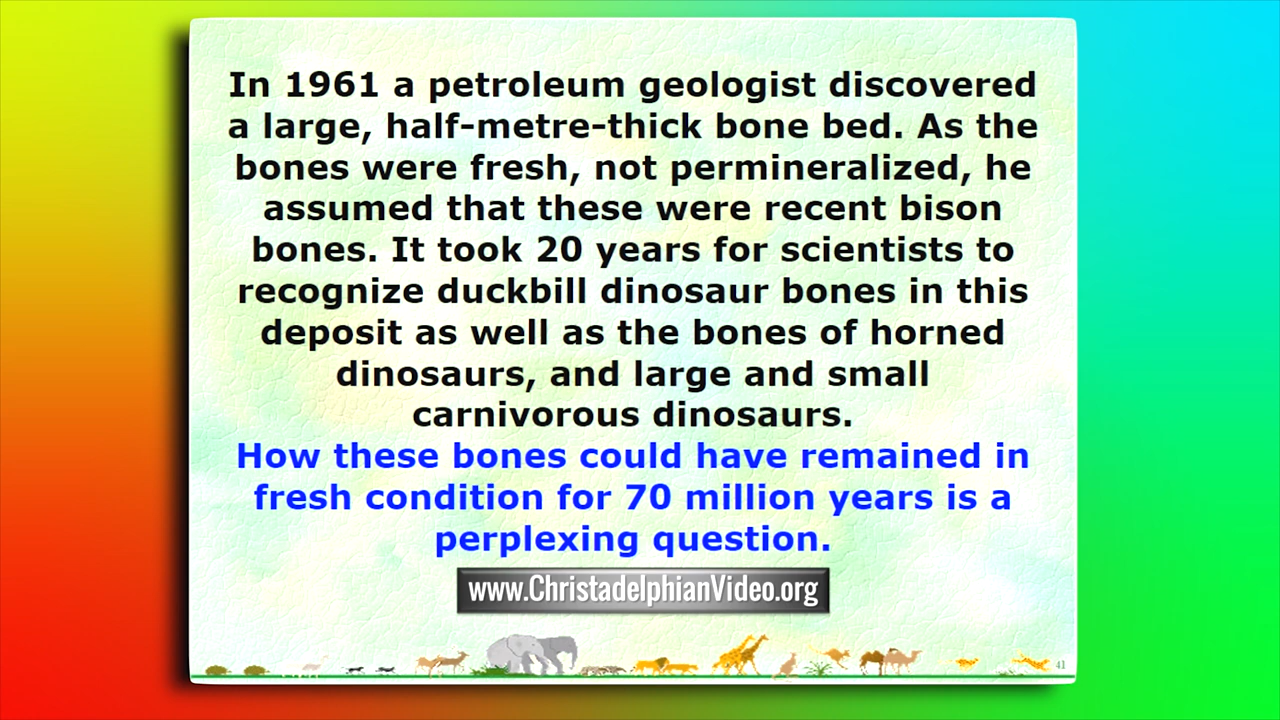 In 1961 a petroleum geologist discovered
a large, half-metre-thick bone bed. As the
bones were fresh, not permineralized, he
assumed that these were recent bison
bones. It took 20 years for scientists to
recognize duckbill dinosaur bones in this
deposit as well as the bones of horned
dinosaurs, and large and small
carnivorous dinosaurs.
How these bones could have remained in
fresh condition for 70 million years is a
perplexing question.
www.ChristadelphianVideo.org
41